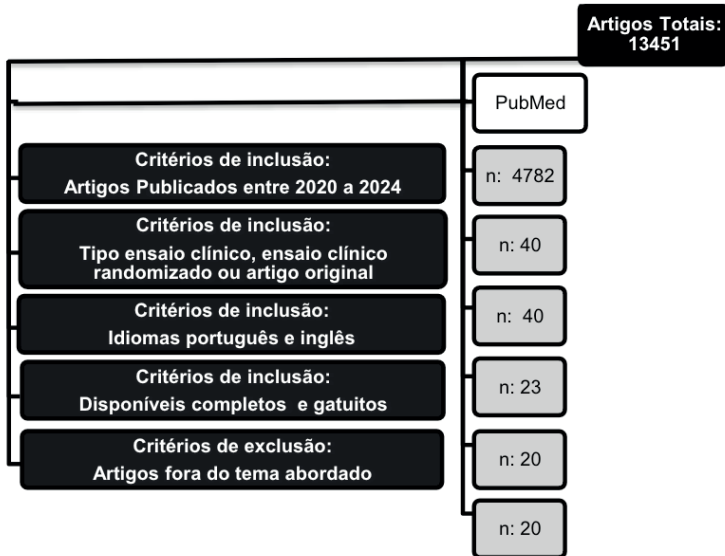 Artigos Totais:
13451
PubMed
Critérios de inclusão:
Artigos Publicados entre 2020 a 2024
n: 4782
Critérios de inclusão:
Tipo ensaio clínico, ensaio clínico
randomizado ou artigo original
n: 40
Critérios de inclusão:
Idiomas português e inglês
n: 40
Critérios de inclusão:
Disponíveis completos e gatuitos
n: 23
Critérios de exclusão:
Artigos fora do tema abordado
n: 20
n: 20